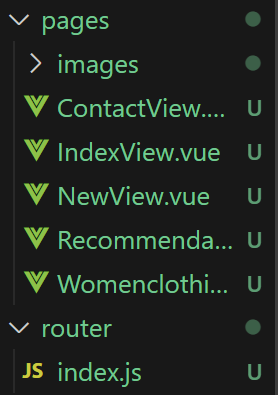 pages
images
ContactView.... U
IndexView.vue U
NewView.vue U
Recommenda... U
Womenclothi... U
router
JS index.js U